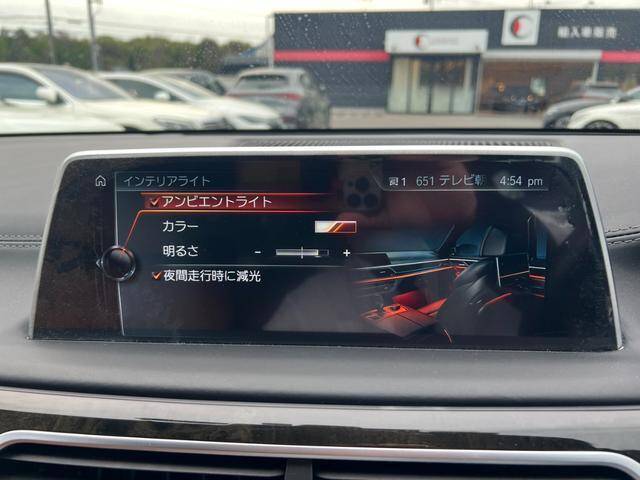 輸入車販売
インテリアライト
1 651 テレビ朝 4:54 pm
アンビエントライト
カラー
明るさ - +
夜間走行時に減光